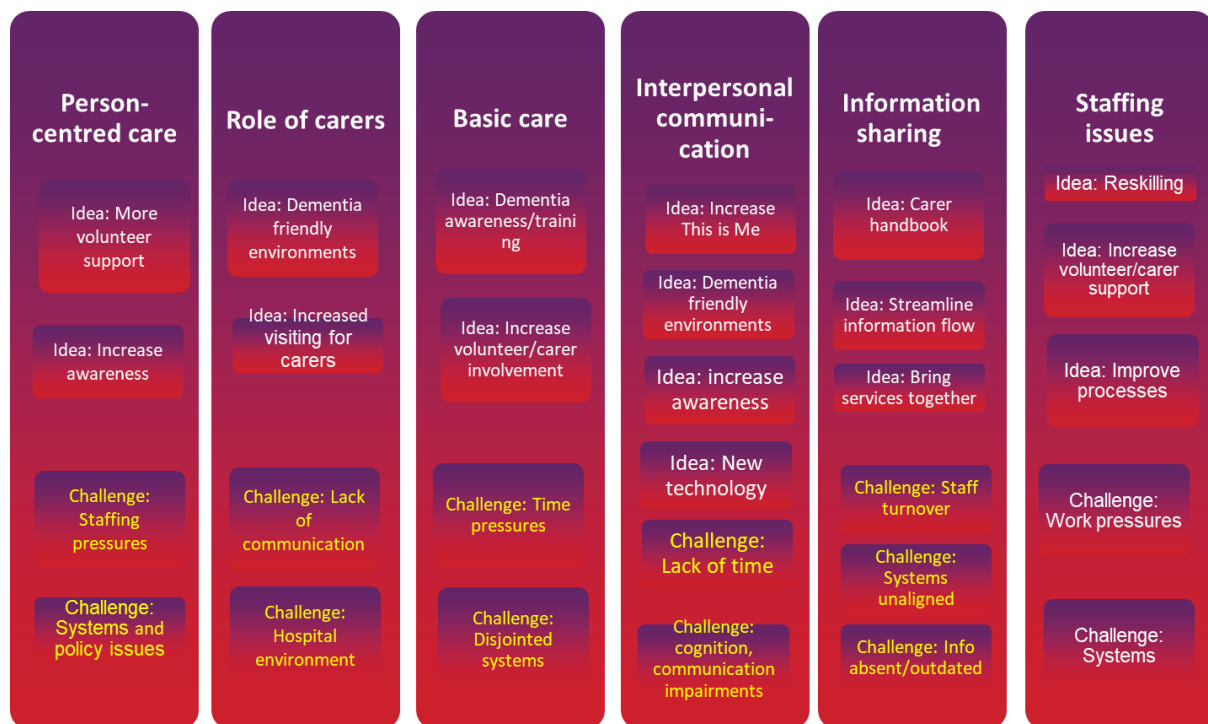 Person-
centred care
Idea: More
volunteer
support
Idea: Increase
awareness
Challenge:
Staffing
pressures
Challenge:
Systems and
policy issues
Role of carers
Idea: Dementia
friendly
environments
Idea: Increased
visiting for
carers
Challenge: Lack
of
communication
Challenge:
Hospital
environment
Basic care
Idea: Dementia
awareness/traini
ng
Idea: Increase
volunteer/carer
involvement
Challenge: Time
pressures
Challenge:
Disjointed
systems
Interpersonal
communi-
cation
Idea: Increase
This is Me
Idea: Dementia
friendly
environments
Idea: increase
awareness
Idea: New
technology
Challenge:
Lack of time
Challenge:
cognition,
communication
impairments
Information
sharing
Idea: Carer
handbook
Idea: Streamline
information flow
Idea: Bring
services together
Challenge: Staff
turnover
Challenge:
Systems
unaligned
Challenge: Info
absent/outdated
Staffing
issues
Idea: Reskilling
Idea: Increase
volunteer/carer
support
Idea: Improve
processes
Challenge:
Work pressures
Challenge:
Systems